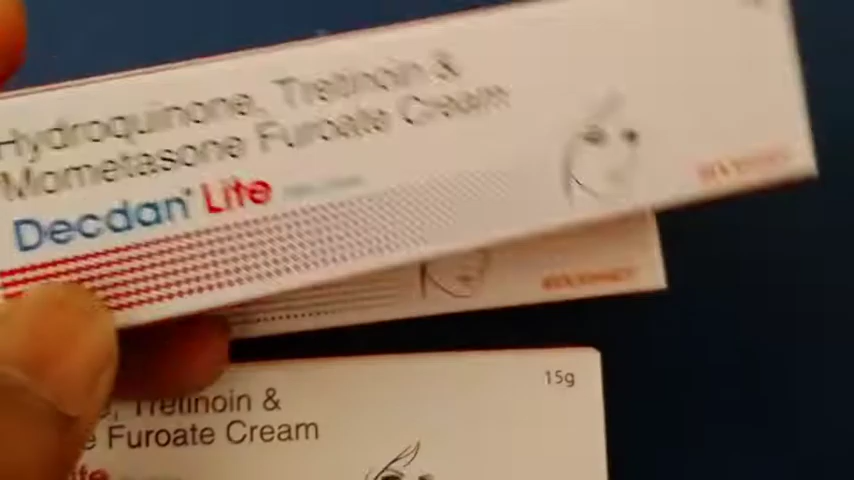 Hydroquinone, Tretinoin &
Mometasone Furoate Cream
Decdan® Lite
15g
Tretinoin &
Furoate Cream